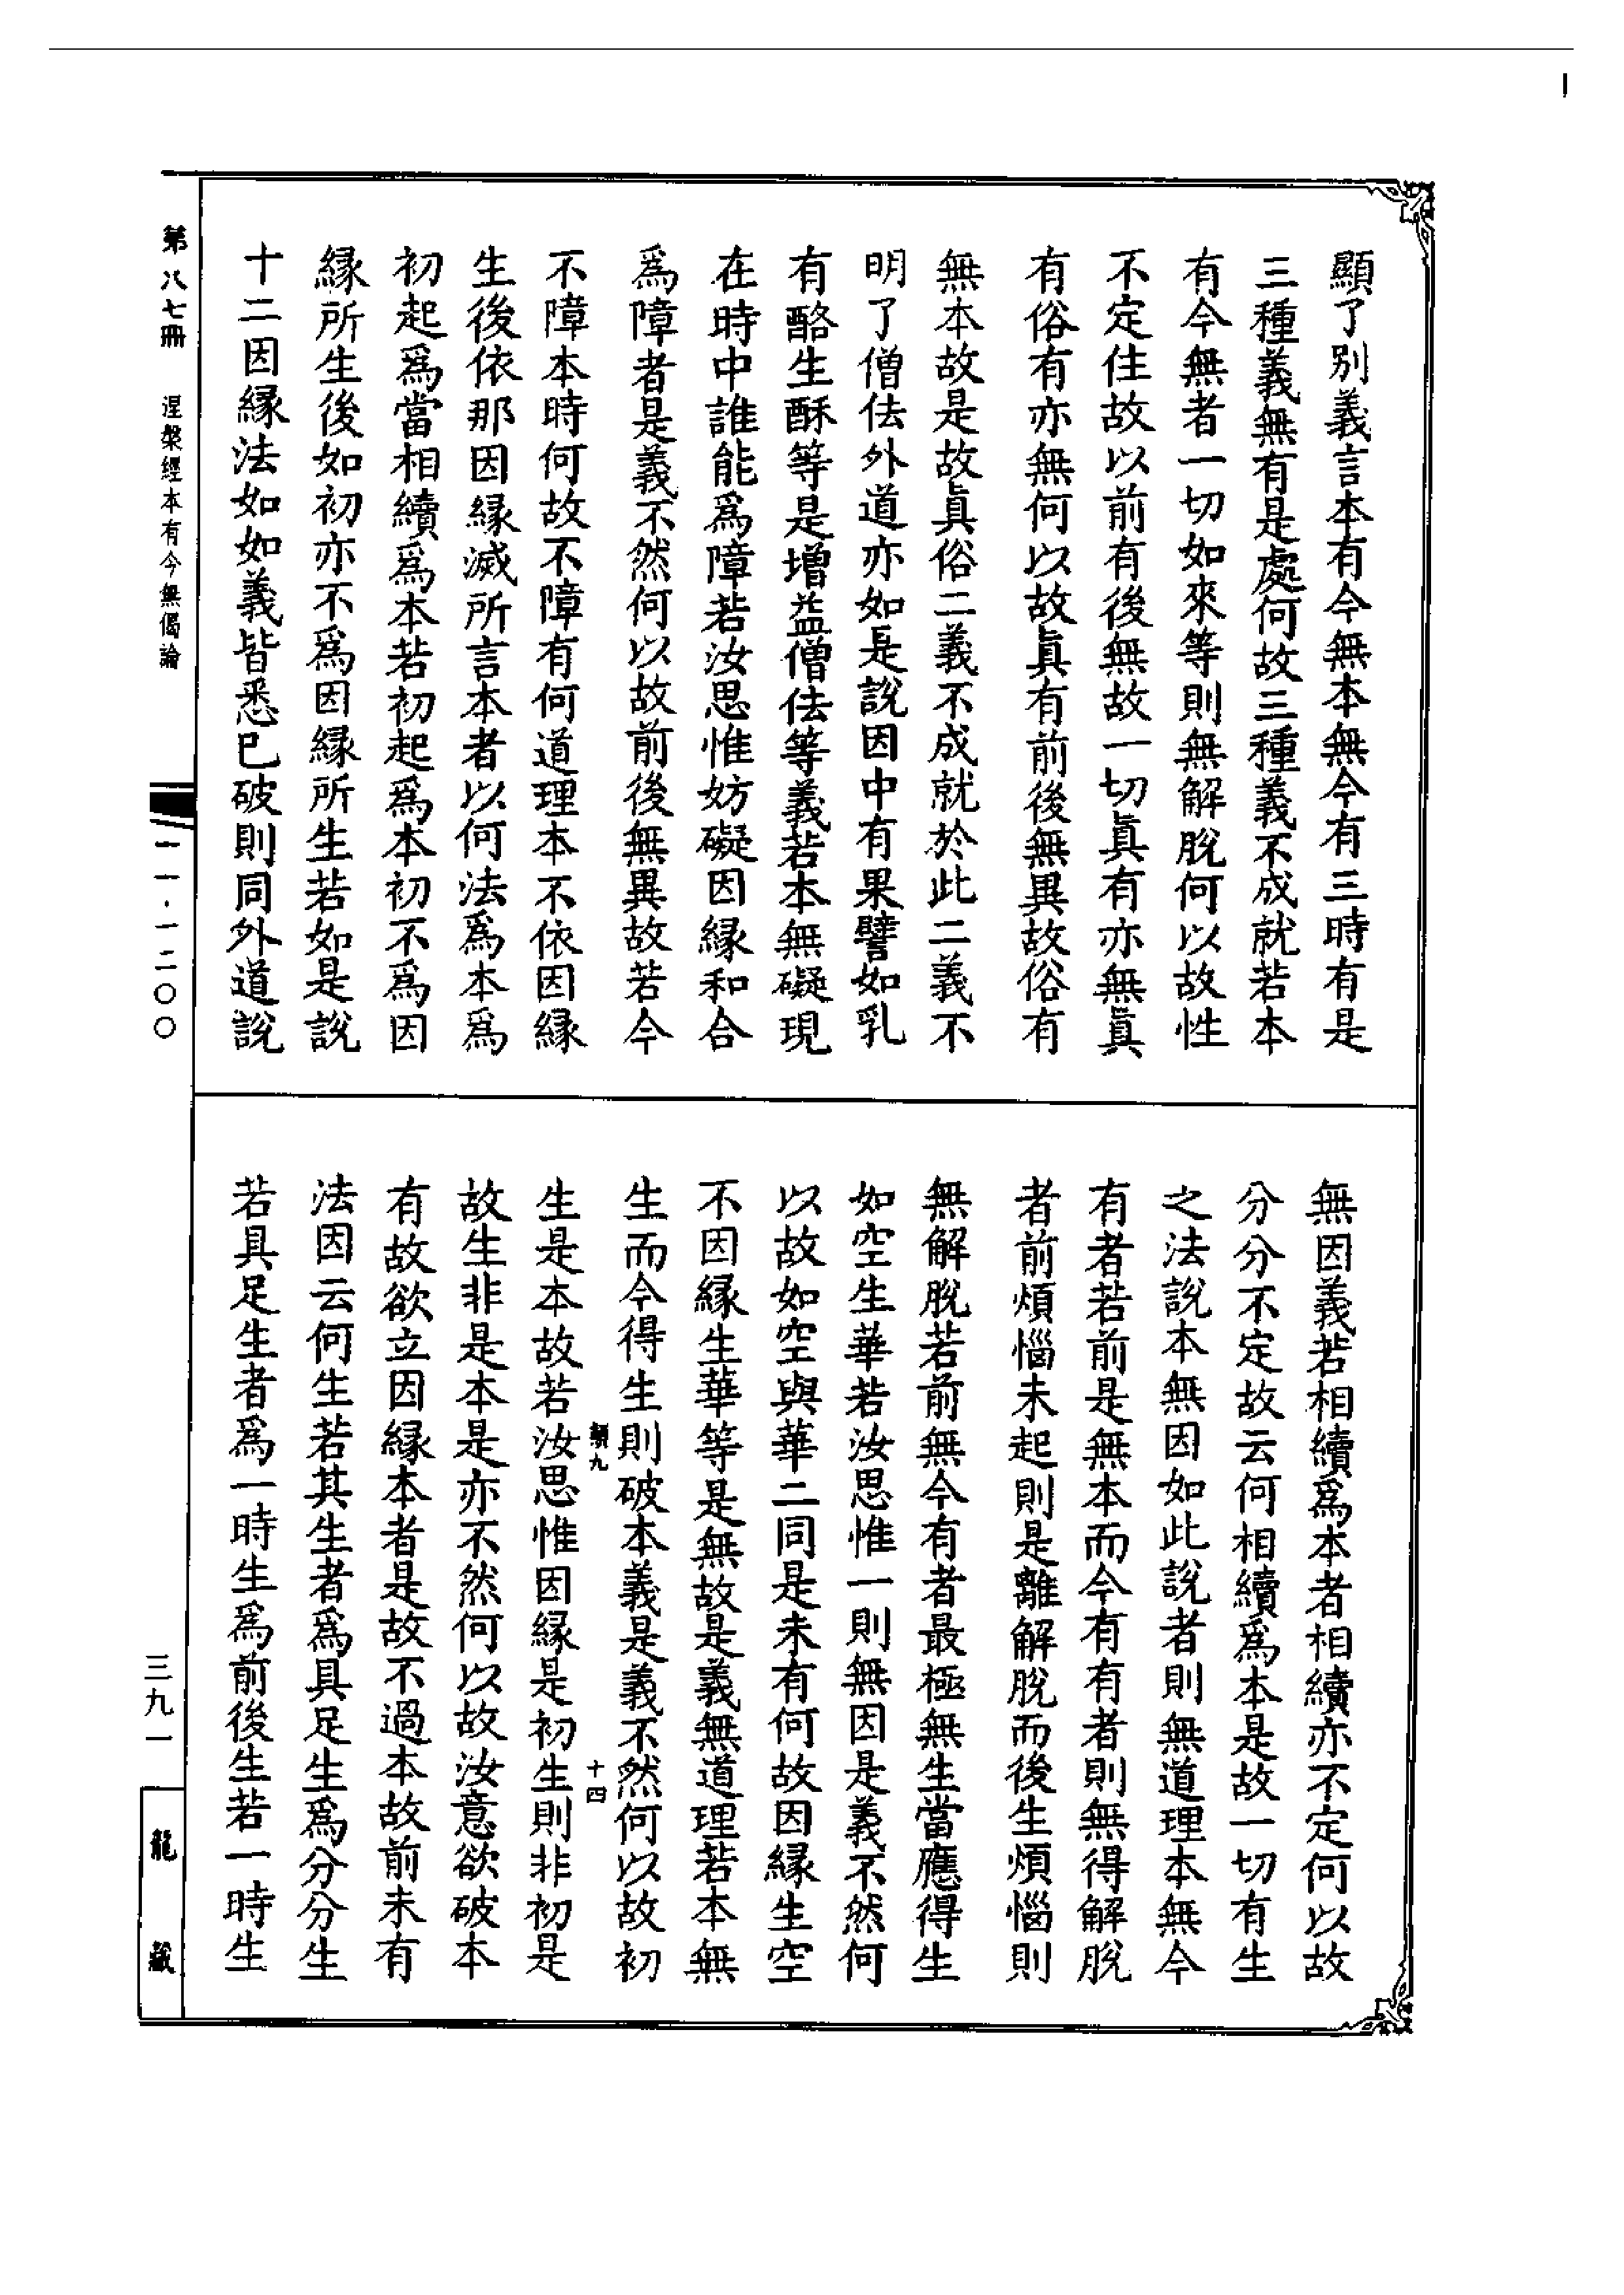 顯了別義言本有今無本無今有三時有是
三種義無有是處何故三種義不成就若本
有今無者一切如來等則無解脫何以故性
不定住故以前有後無故一切眞有亦無眞
有俗有亦無何以故眞有前後無異故俗有
無本故是故眞俗二義不成就於此二義不
明了僧佉外道亦如是說因中有果譬如乳
有酪生酥等是增益僧佉等義若本無礙現
在時中誰能爲障若汝思惟妨礙因緣和合
爲障者是義不然何以故前後無異故若今
不障本時何故不障有何道理本不依因緣
生後依那因緣滅所言本者以何法爲本爲
初起爲當相續爲本若初起爲本初不爲因
緣所生後如初亦不爲因緣所生若如是說
十二因緣法如如義皆悉已破則同外道說
無因義若相續爲本者相續亦不定何以故
分分不定故云何相續爲本是故一切有生
之法說本無因如此說者則無道理本無今
有者若前是無本而今有有者則無得解脫
者前煩惱未起則是離解脫而後生煩惱則
無解脫若前無今有者最極無生當應得生
如空生華若汝思惟一則無因是義不然何
以故如空與華二同是未有何故因緣生空
不因緣生華等是無故是義無道理若本無
生而今得生則破本義是義不然何以故初
九
十四
生是本故若汝思惟因緣是初生則非初是
故生非是本是亦不然何以故汝意欲破本
有故欲立因緣本者是故不過本故前未有
法因云何生若其生者爲具足生爲分分生
若具足生者爲一時生爲前後生若一時生
第八七冊
涅槃經本有今無偈論
一一一·一二〇〇
三九一
龍藏